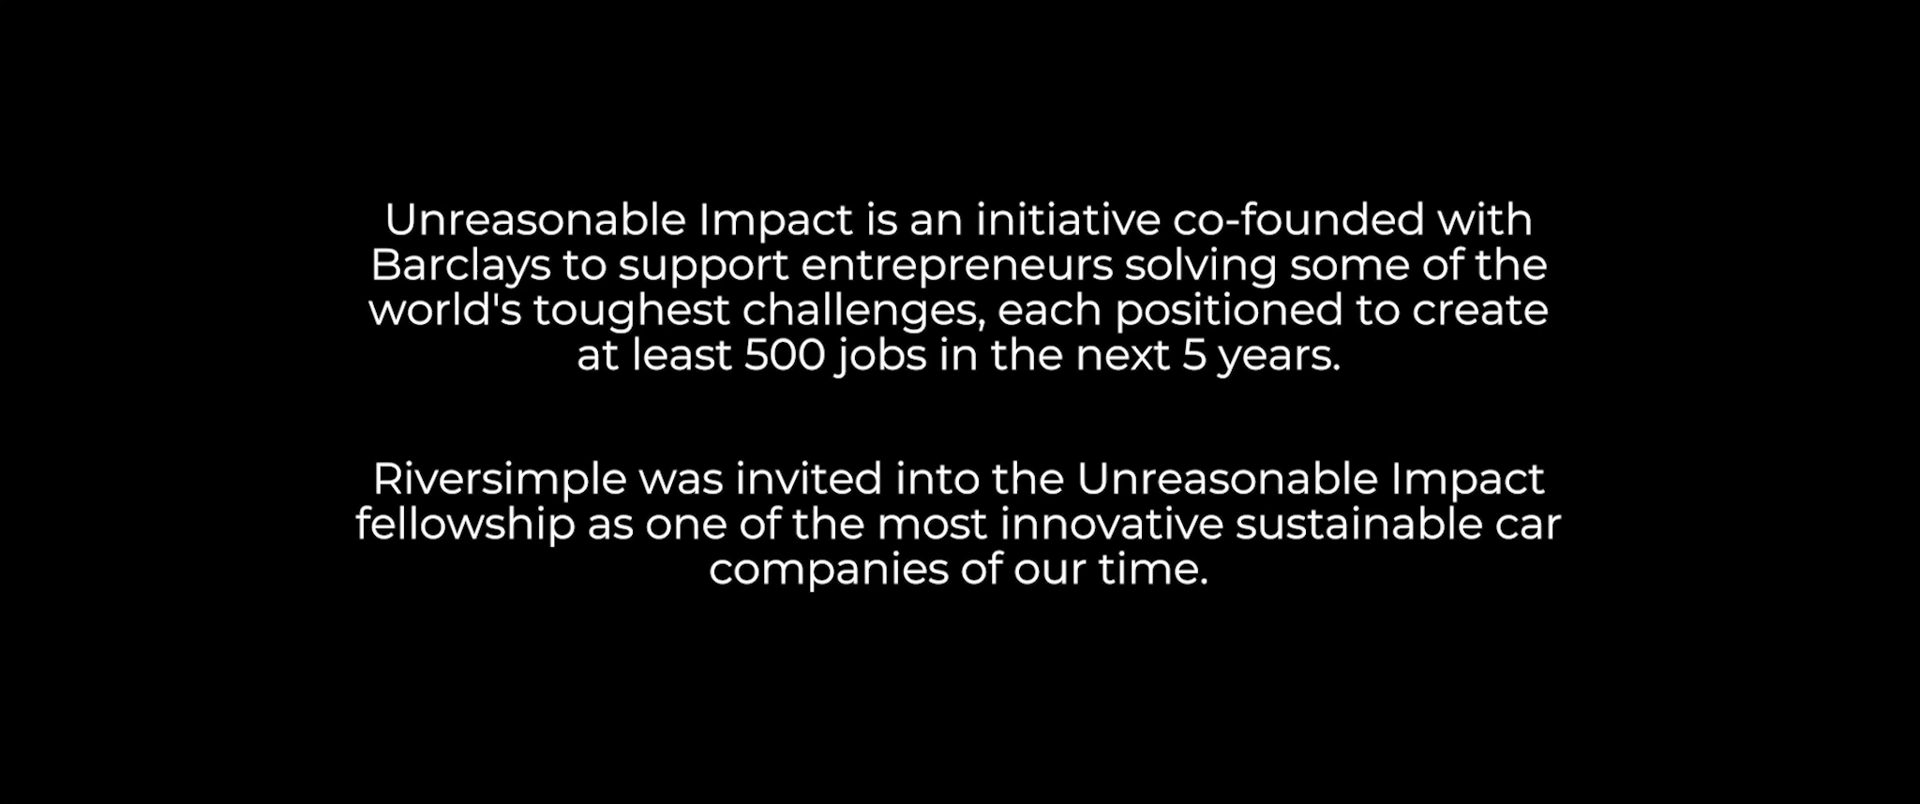 Unreasonable Impact is an initiative co-founded with
Barclays to support entrepreneurs solving some of the
world's toughest challenges, each positioned to create
at least 500 jobs in the next 5 years.
Riversimple was invited into the Unreasonable Impact
fellowship as one of the most innovative sustainable car
companies of our time.